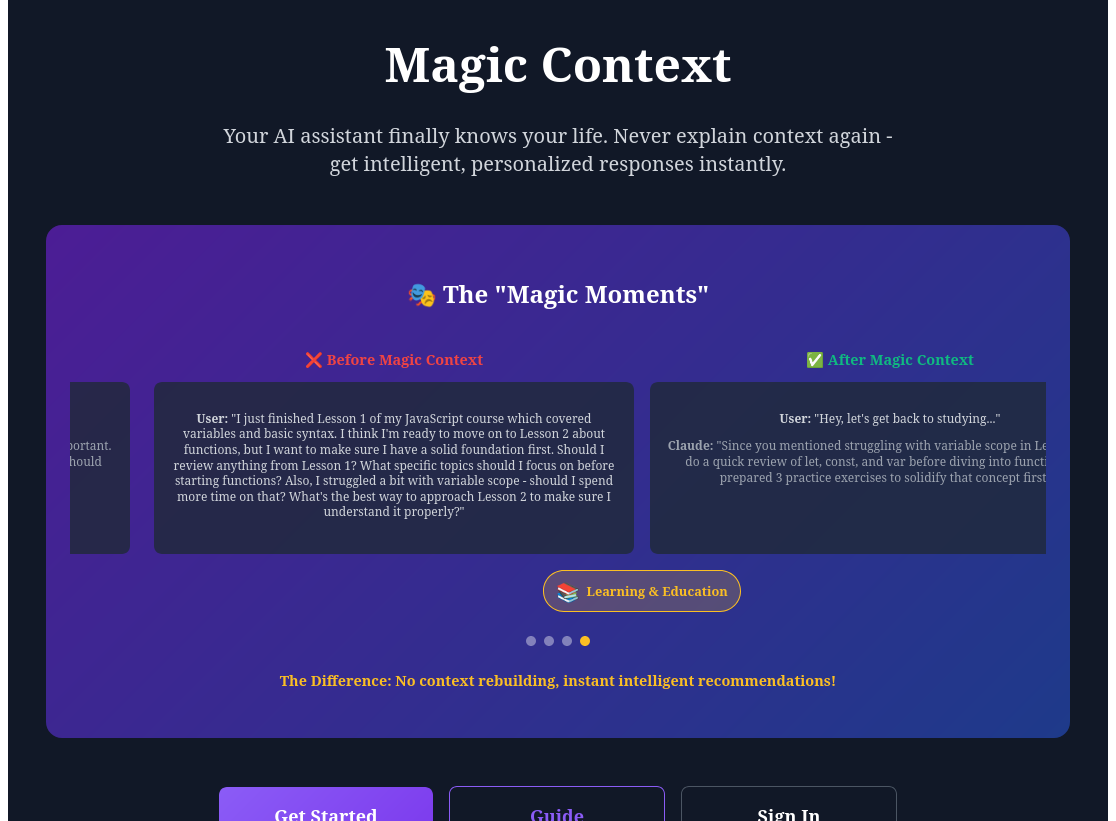 Magic Context
Your AI assistant finally knows your life. Never explain context again -
get intelligent, personalized responses instantly.
🎭 The "Magic Moments"
❌ Before Magic Context
portant.
hould
User: "I just finished Lesson 1 of my JavaScript course which covered
variables and basic syntax. I think I'm ready to move on to Lesson 2 about
functions, but I want to make sure I have a solid foundation first. Should I
review anything from Lesson 1? What specific topics should I focus on before
starting functions? Also, I struggled a bit with variable scope - should I spend
more time on that? What's the best way to approach Lesson 2 to make sure I
understand it properly?"
✅ After Magic Context
User: "Hey, let's get back to studying..."
Claude: "Since you mentioned struggling with variable scope in Le
do a quick review of let, const, and var before diving into functi
prepared 3 practice exercises to solidify that concept first
📚 Learning & Education
The Difference: No context rebuilding, instant intelligent recommendations!
Get Started
Guide
Sign In